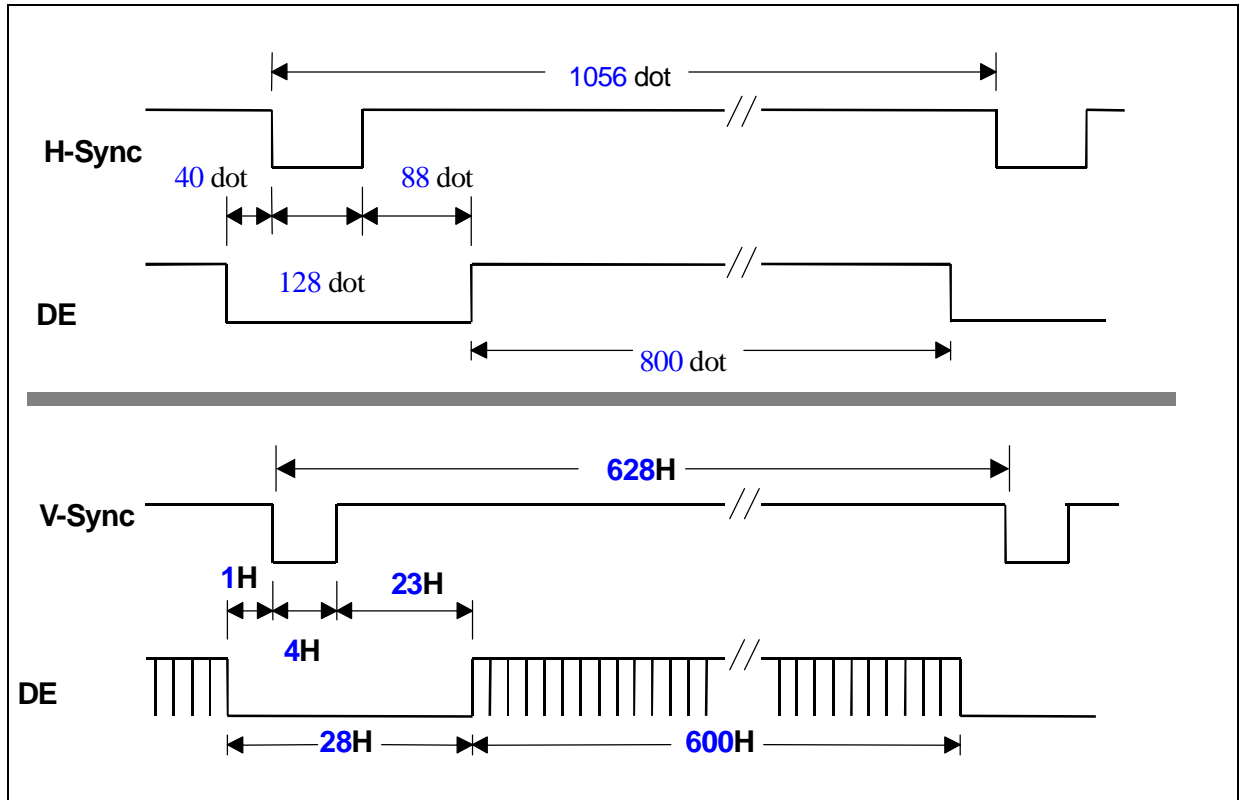 1056 dot
H-Sync
40 dot
88 dot
128 dot
DE
800 dot
628H
V-Sync
1H
23H
4H
DE
28H
600H